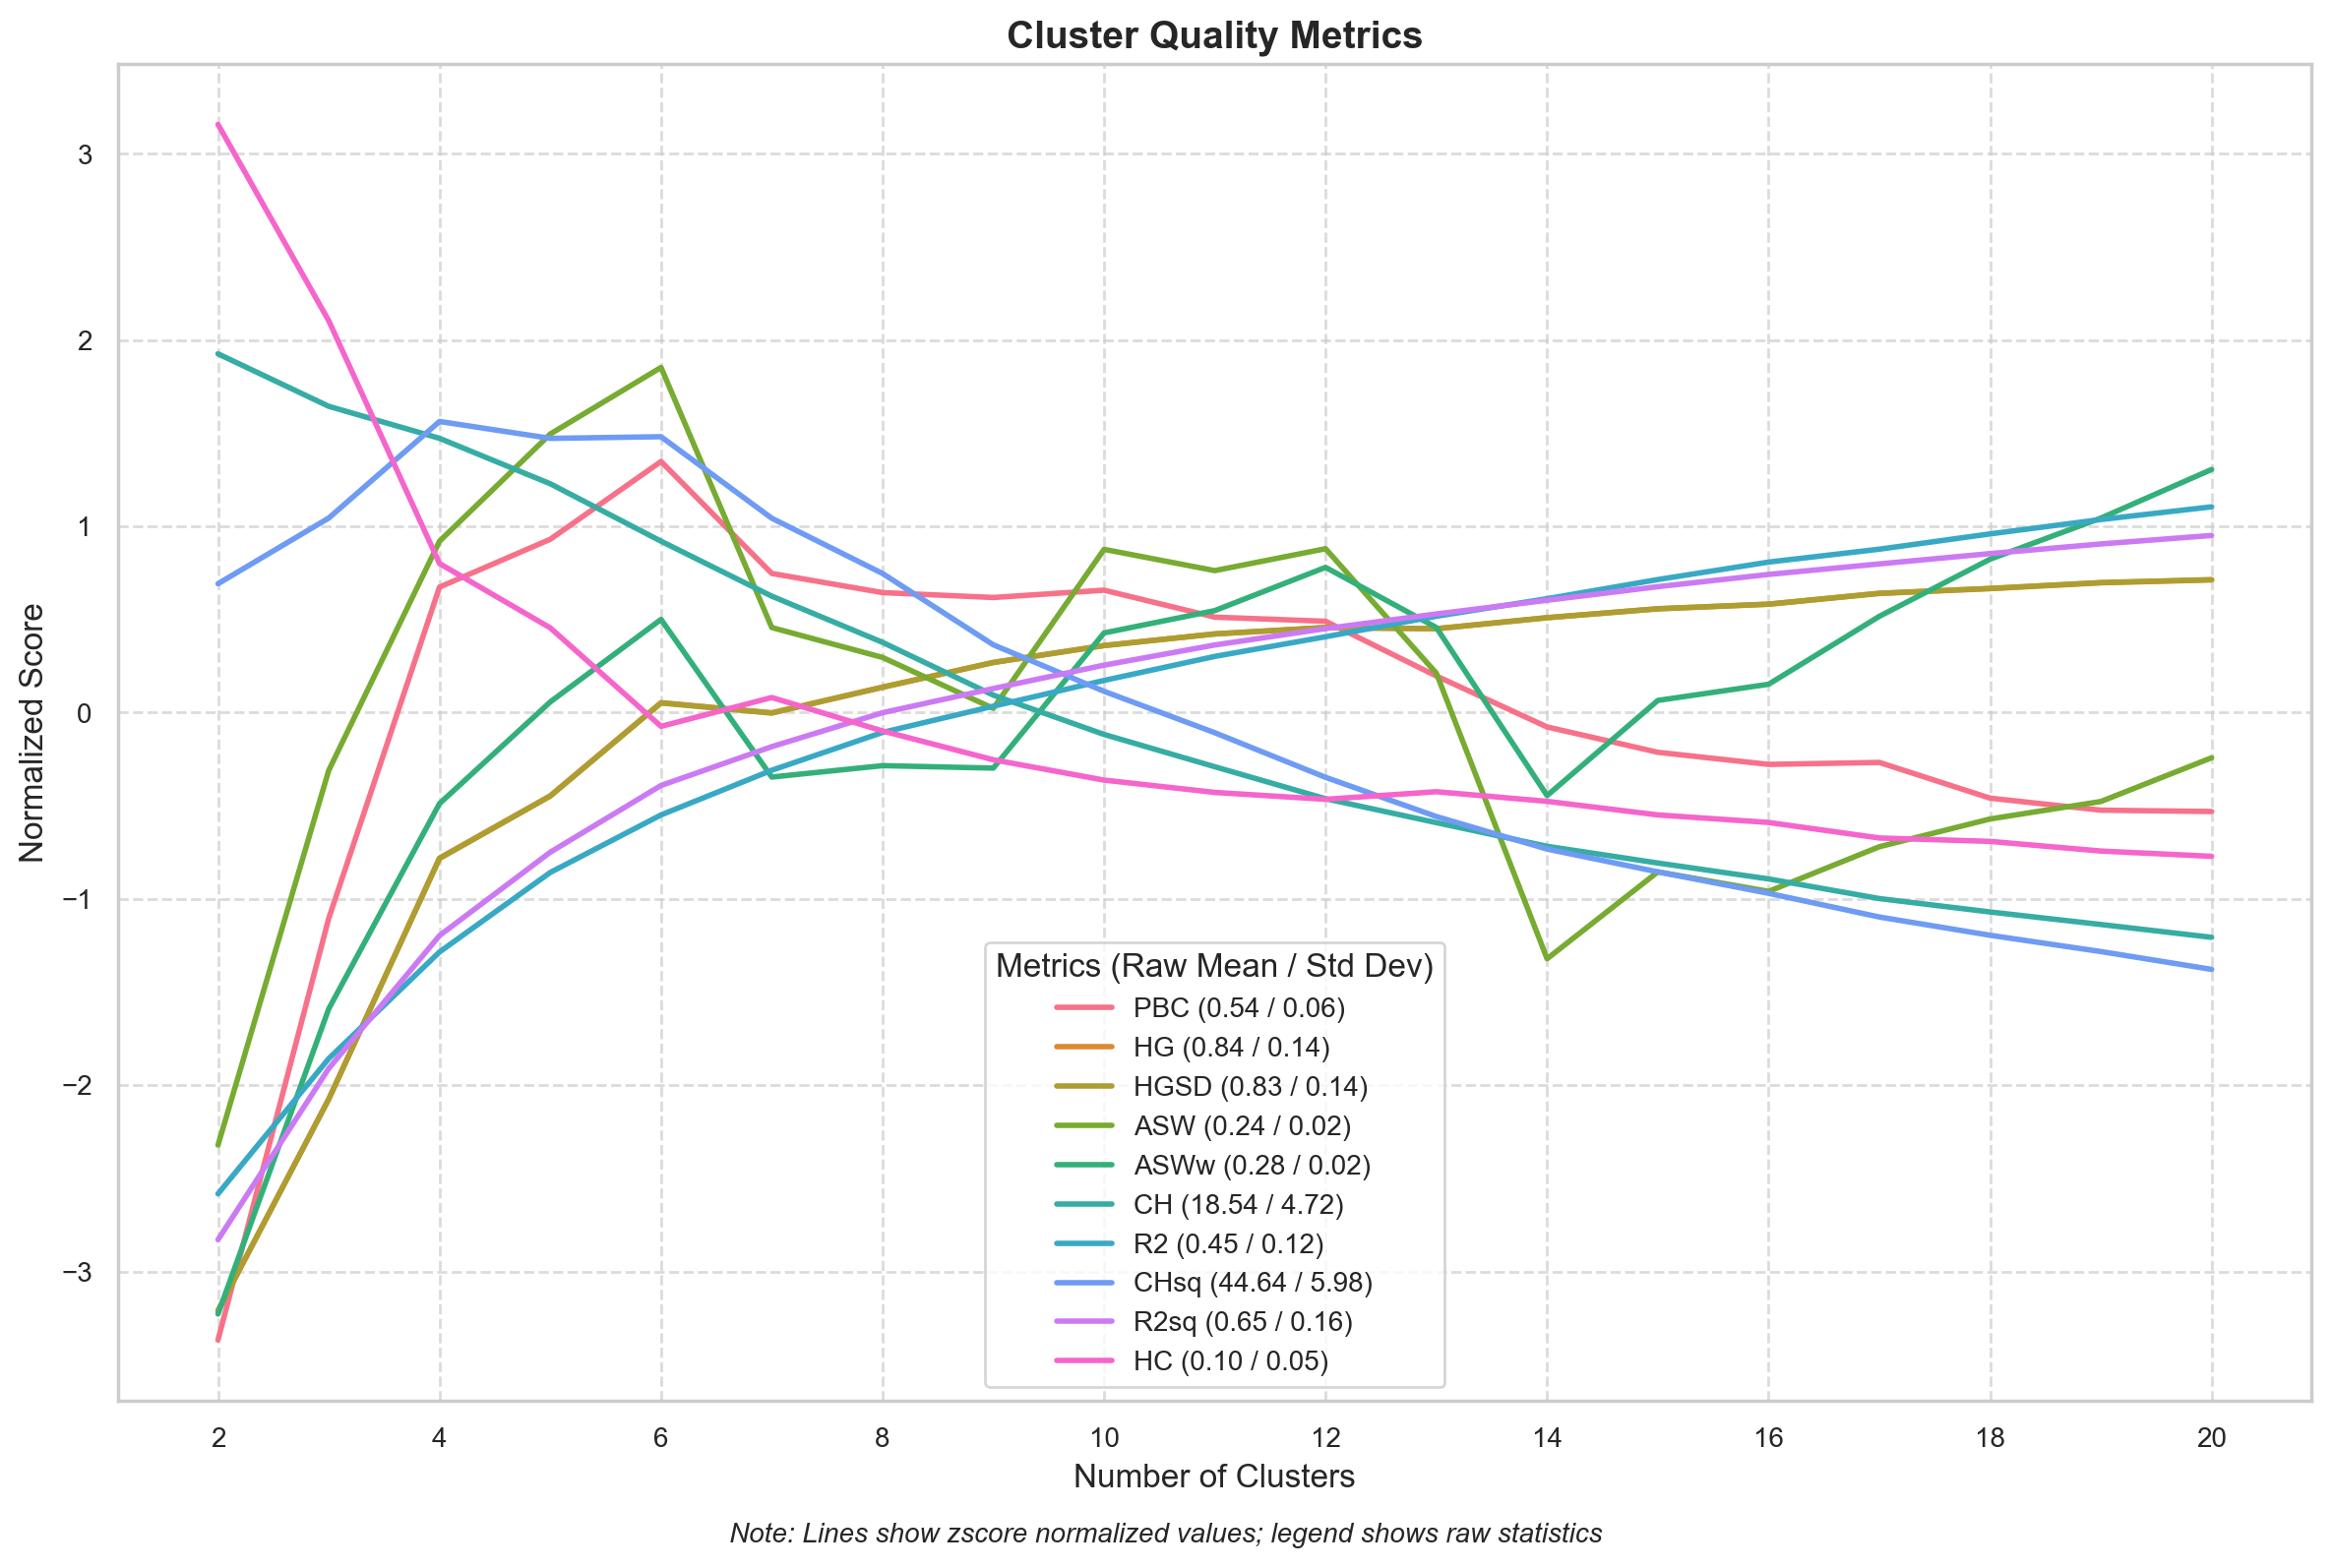 Cluster Quality Metrics
3
2
1
0
−1
−2
−3
Normalized Score
Metrics (Raw Mean / Std Dev)
PBC (0.54 / 0.06)
HG (0.84 / 0.14)
HGSD (0.83 / 0.14)
ASW (0.24 / 0.02)
ASWw (0.28 / 0.02)
CH (18.54 / 4.72)
R2 (0.45 / 0.12)
CHsq (44.64 / 5.98)
R2sq (0.65 / 0.16)
HC (0.10 / 0.05)
2 4 6 8 10 12 14 16 18 20
Number of Clusters
Note: Lines show zscore normalized values; legend shows raw statistics